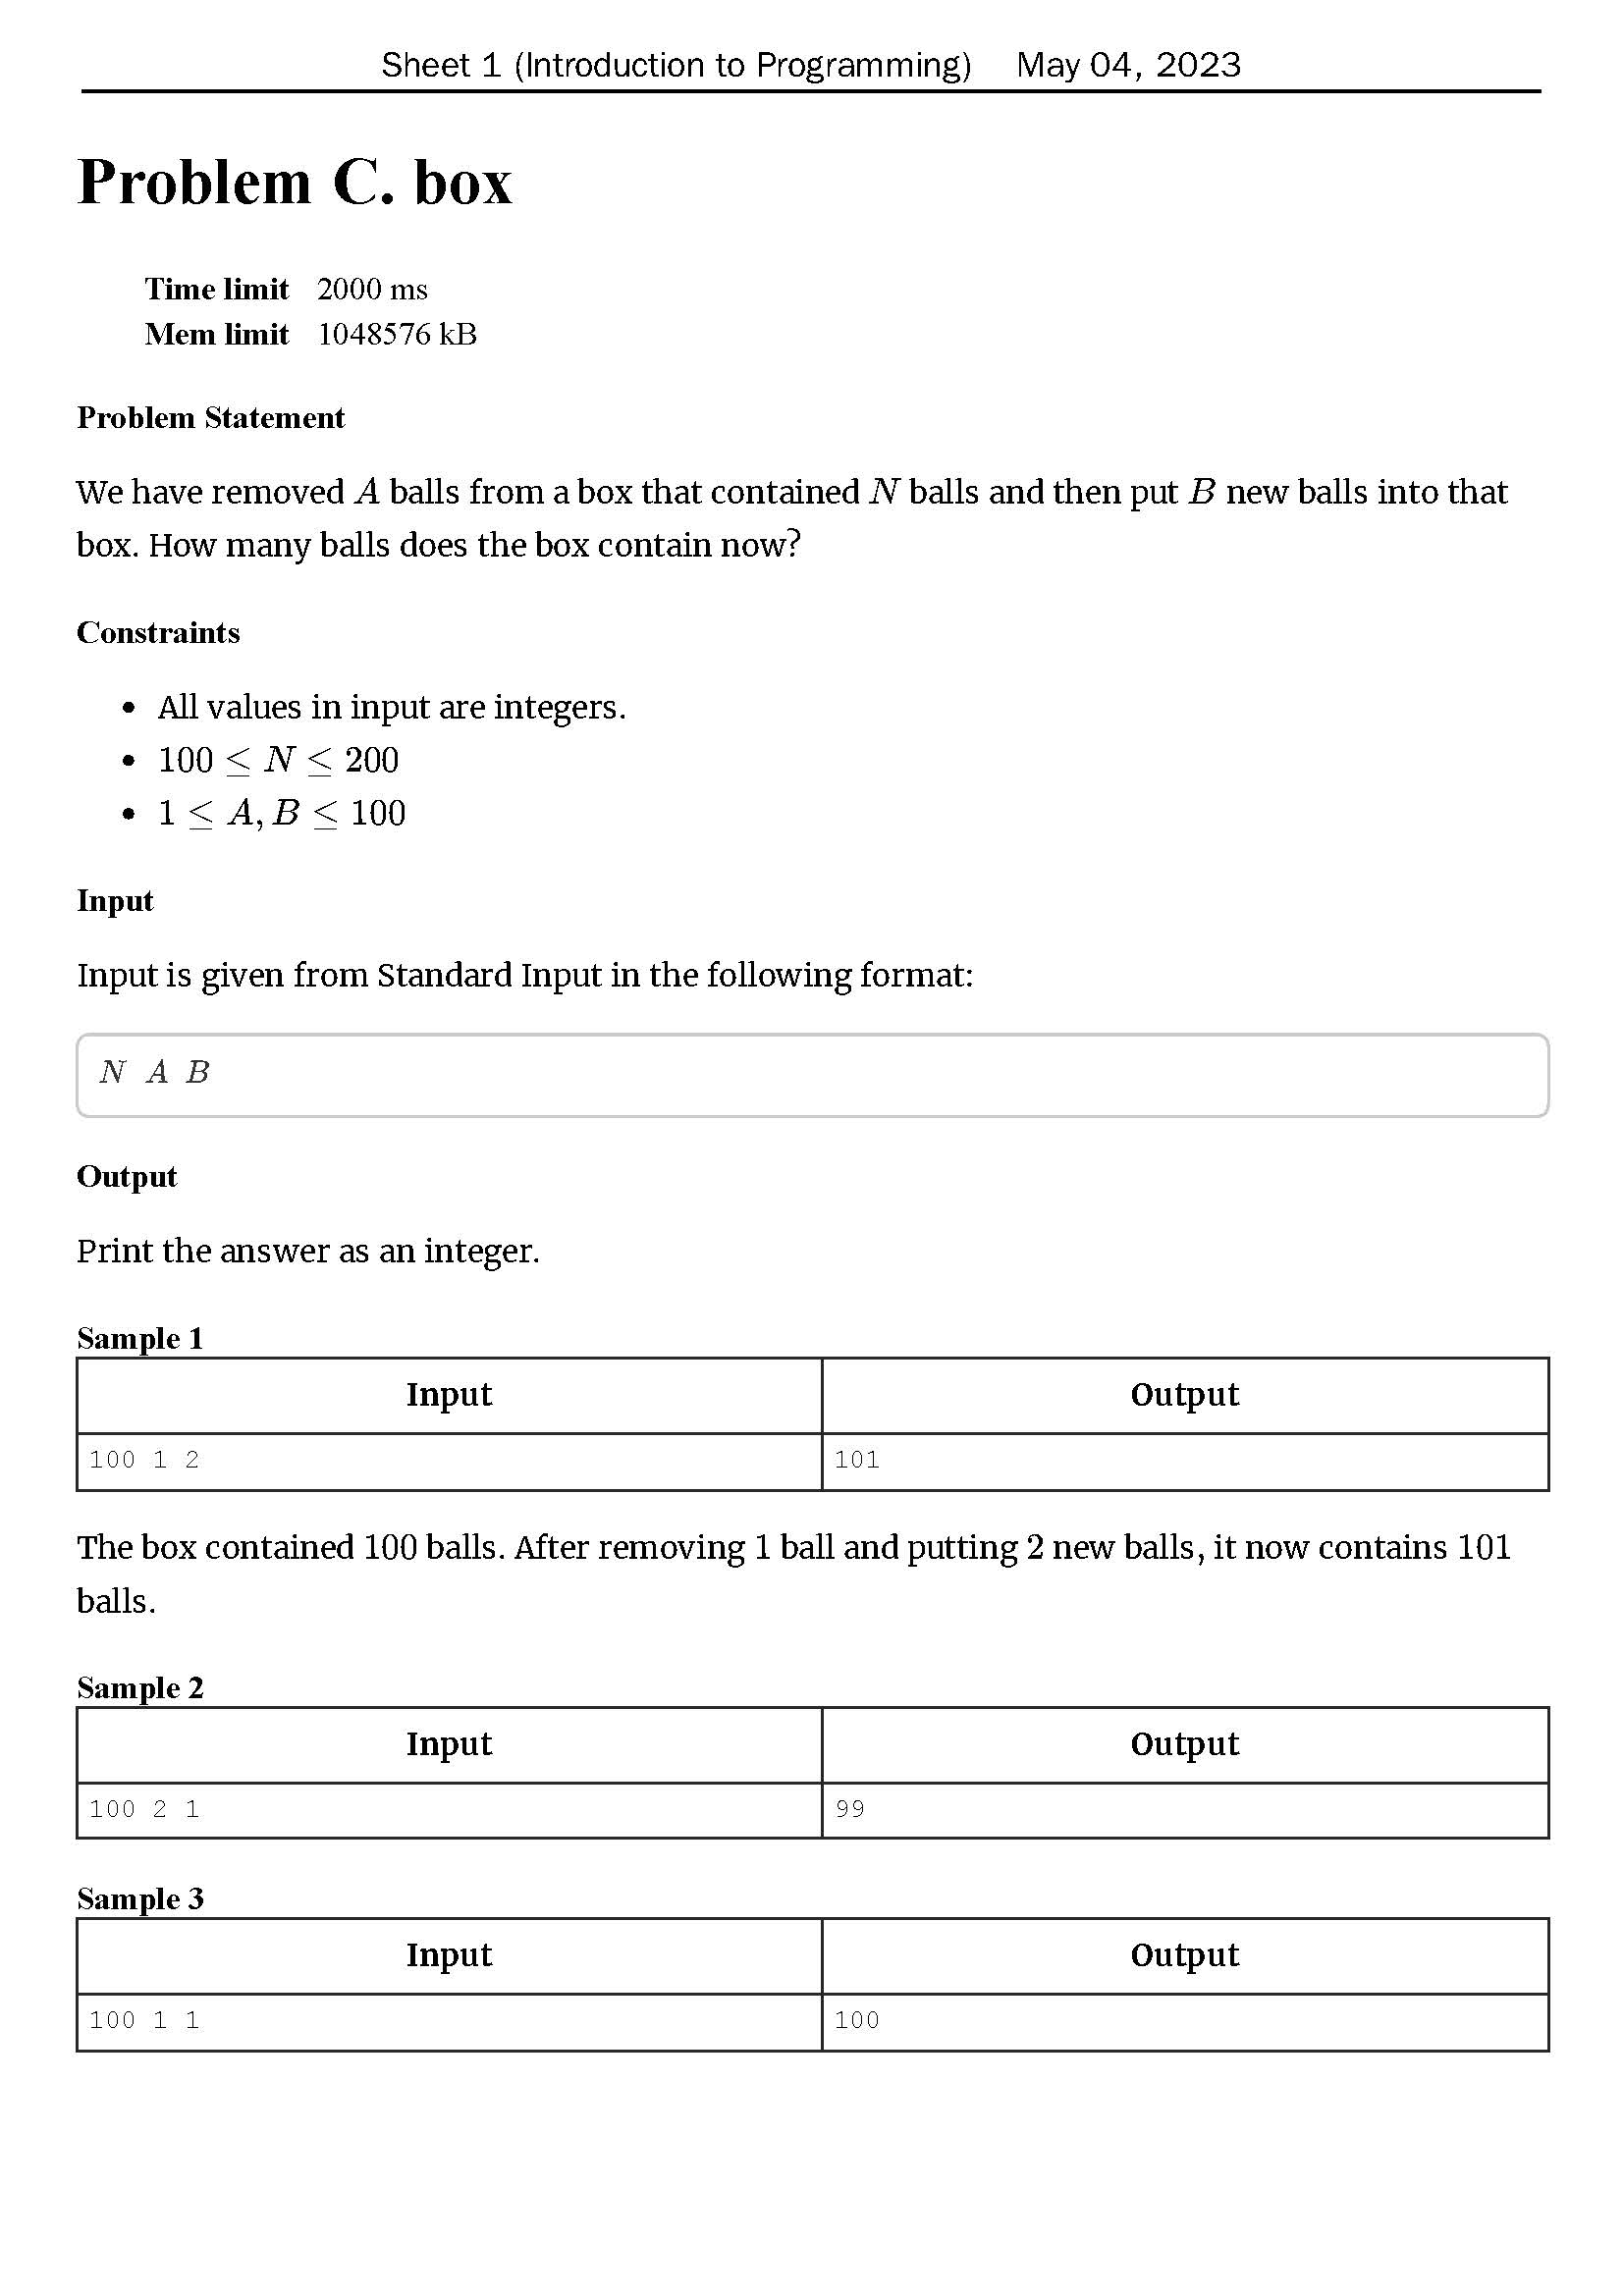 Sheet 1 (Introduction to Programming) May 04, 2023
Problem C. box
Time limit 2000 ms
Mem limit 1048576 kB
Problem Statement
We have removed A balls from a box that contained N balls and then put B new balls into that
box. How many balls does the box contain now?
Constraints
• All values in input are integers.
• 100 ≤ N ≤ 200
• 1 ≤ A, B ≤ 100
Input
Input is given from Standard Input in the following format:
N A B
Output
Print the answer as an integer.
Sample 1
Input Output
100 1 2 101
The box contained 100 balls. After removing 1 ball and putting 2 new balls, it now contains 101
balls.
Sample 2
Input Output
100 2 1 99
Sample 3
Input Output
100 1 1 100